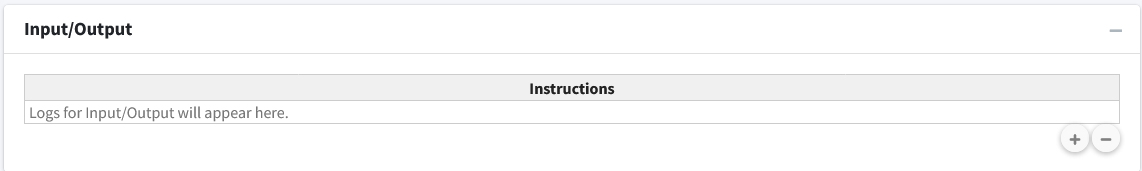 Input/Output
Instructions
Logs for Input/Output will appear here.